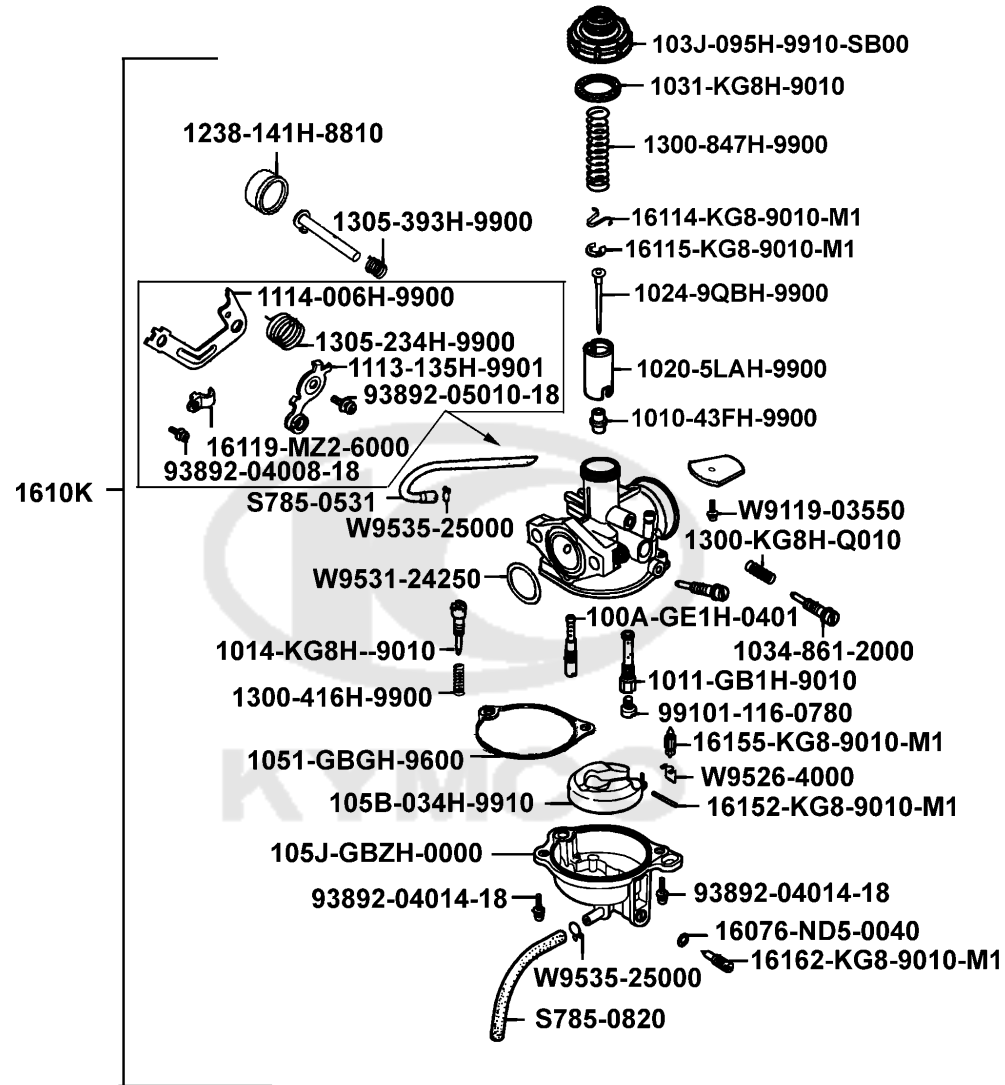 103J-095H-9910-SB00
1031-KG8H-9010
1238-141H-8810
1300-847H-9900
1305-393H-9900
16114-KG8-9010-M1
16115-KG8-9010-M1
1114-006H-9900
1024-9QBH-9900
1305-234H-9900
1113-135H-9901
1020-5LAH-9900
93892-05010-18
1010-43FH-9900
16119-MZ2-6000
93892-04008-18
1610K
S785-0531
W9535-25000
W9119-03550
1300-KG8H-Q010
W9531-24250
100A-GE1H-0401
1014-KG8H--9010
1034-861-2000
1011-GB1H-9010
1300-416H-9900
99101-116-0780
16155-KG8-9010-M1
1051-GBGH-9600
W9526-4000
105B-034H-9910
16152-KG8-9010-M1
KYMCO
105J-GBZH-0000
93892-04014-18
93892-04014-18
16076-ND5-0040
16162-KG8-9010-M1
W9535-25000
S785-0820